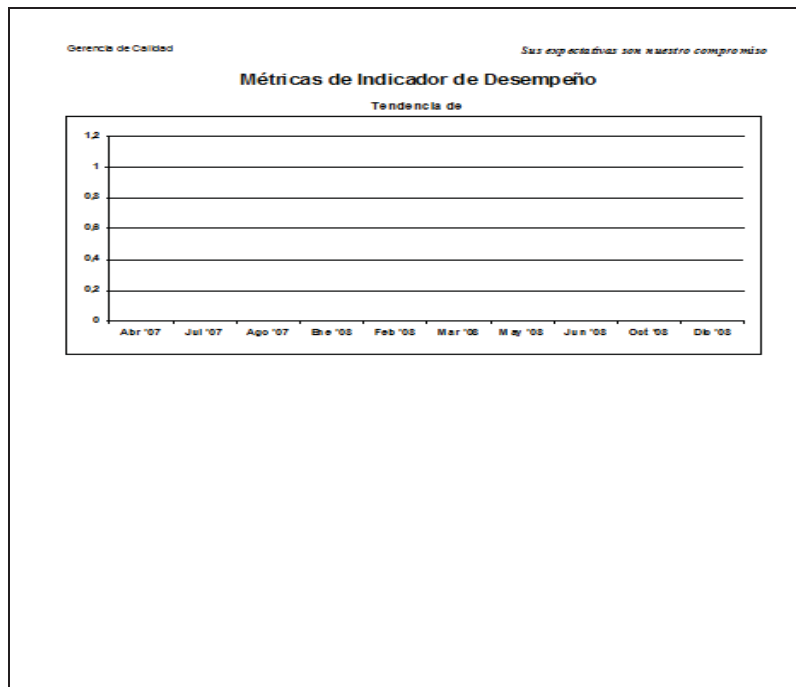 Gerencia de Calidad
Sus expectativas son nuestro compromiso
Métricas de Indicador de Desempeño
Tendencia de
1,2
1
0,8
0,6
0,4
0,2
0
Abr '07 Jul '07 Ago '07 Ene '08 Feb '08 Mar '08 May '08 Jun '08 Oct '08 Dic '08